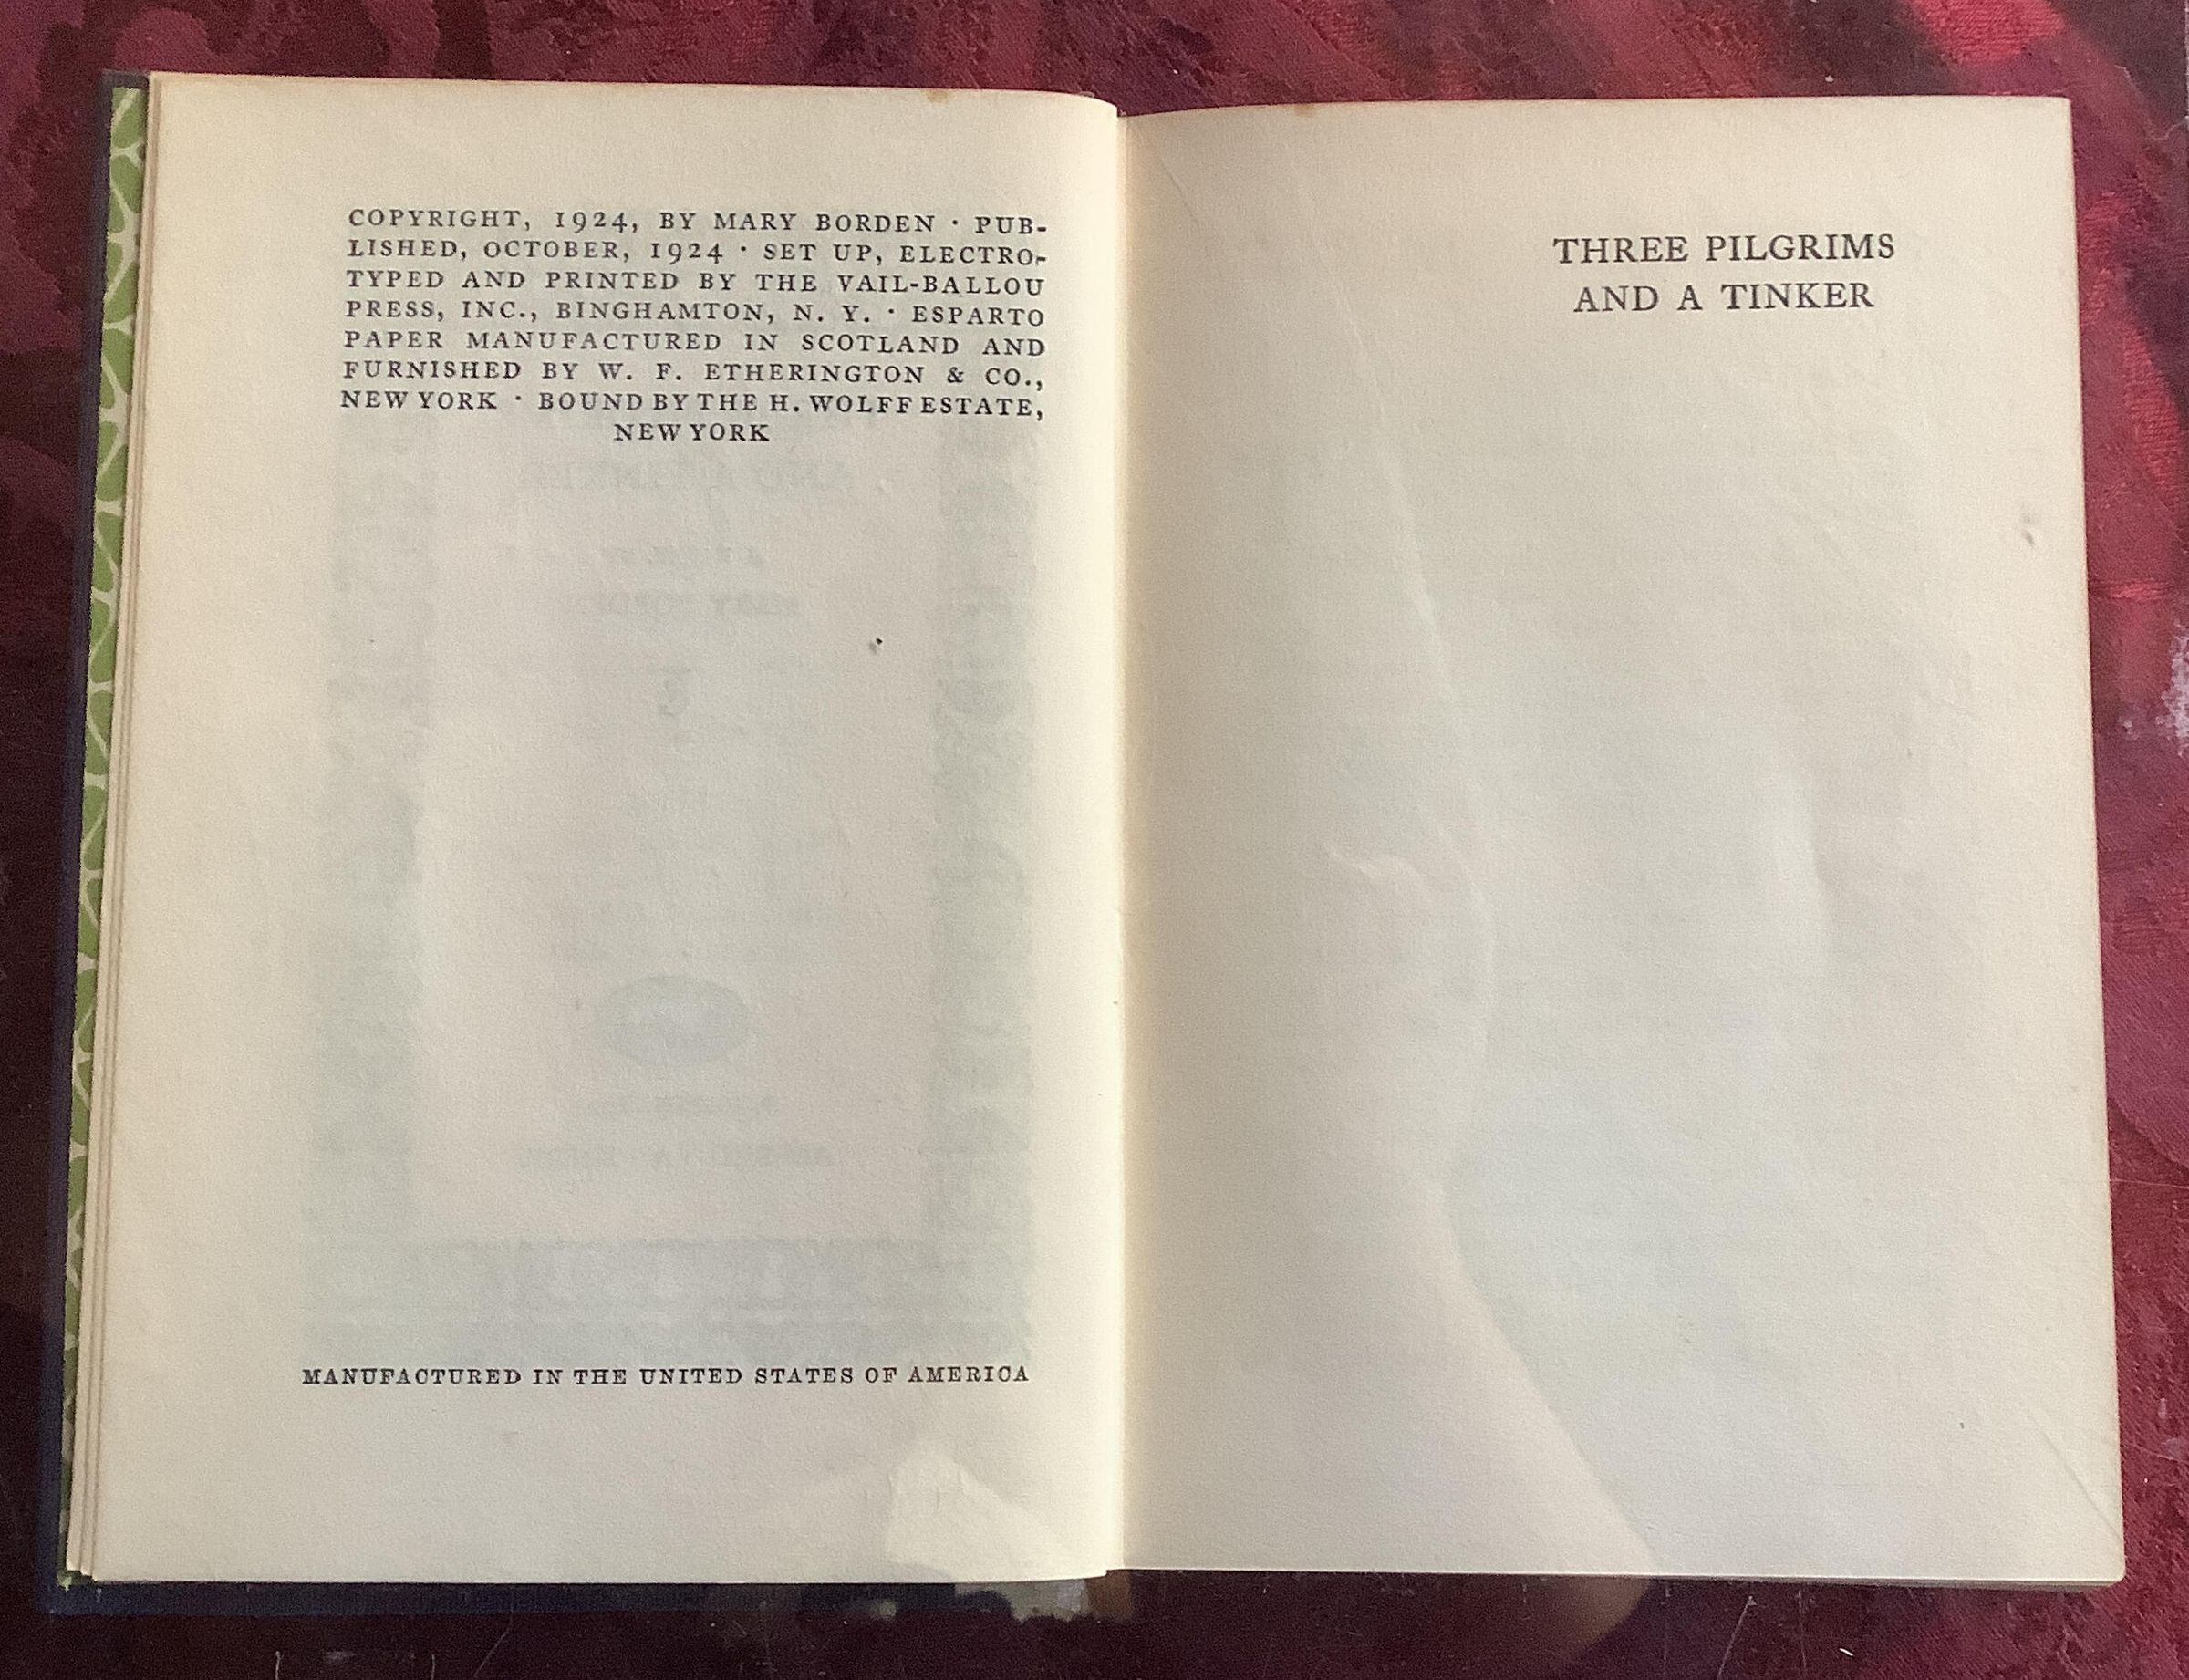 COPYRIGHT, 1924, BY MARY BORDEN · PUB-
LISHED, OCTOBER, 1924 · SET UP, ELECTRO-
TYPED AND PRINTED BY THE VAIL-BALLOU
PRESS, INC., BINGHAMTON, N. Y. · ESPARTO
PAPER MANUFACTURED IN SCOTLAND AND
FURNISHED BY W. F. ETHERINGTON & CO.,
NEW YORK · BOUND BY THE H. WOLFF ESTATE,
NEW YORK
MANUFACTURED IN THE UNITED STATES OF AMERICA
THREE PILGRIMS
AND A TINKER